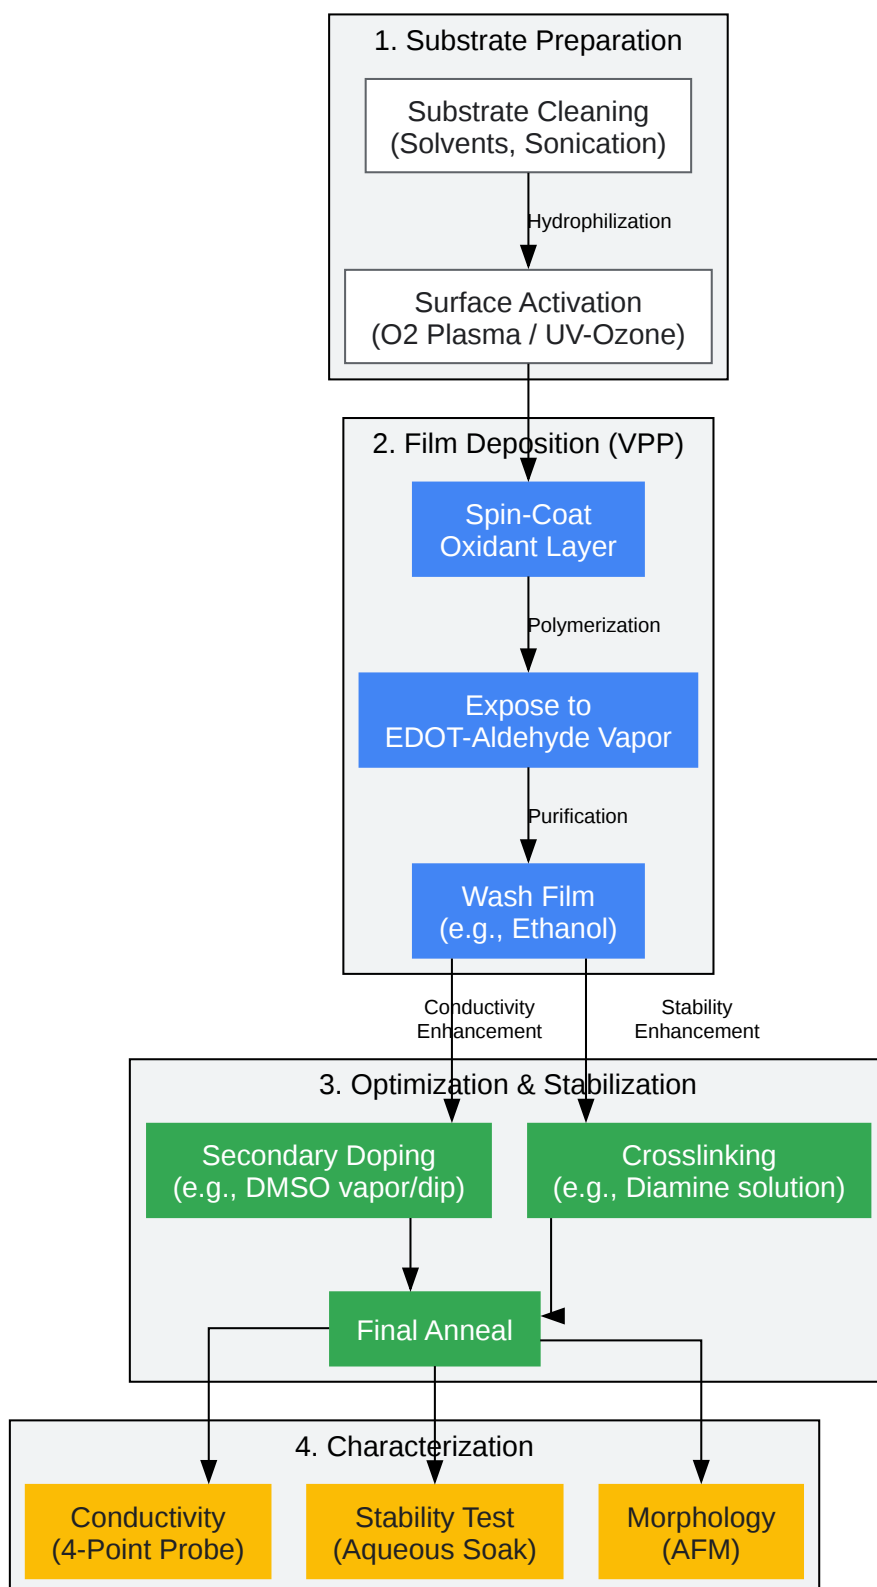 1. Substrate Preparation
Substrate Cleaning
(Solvents, Sonication)
Hydrophilization
Surface Activation
(O2 Plasma / UV-Ozone)
2. Film Deposition (VPP)
Spin-Coat
Oxidant Layer
Polymerization
Expose to
EDOT-Aldehyde Vapor
Purification
Wash Film
(e.g., Ethanol)
Conductivity
Enhancement
Stability
Enhancement
3. Optimization & Stabilization
Secondary Doping
(e.g., DMSO vapor/dip)
Crosslinking
(e.g., Diamine solution)
Final Anneal
4. Characterization
Conductivity
(4-Point Probe)
Stability Test
(Aqueous Soak)
Morphology
(AFM)